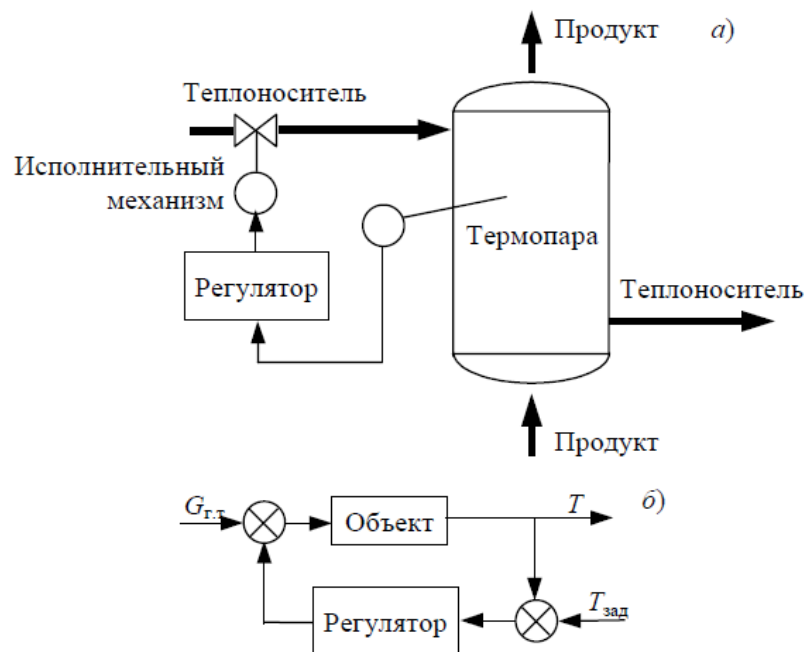 Продукт
а)
Теплоноситель
Исполнительный
механизм
Термопара
Регулятор
Теплоноситель
Продукт
Gг.т.
Объект
T
б)
Регулятор
Tзад